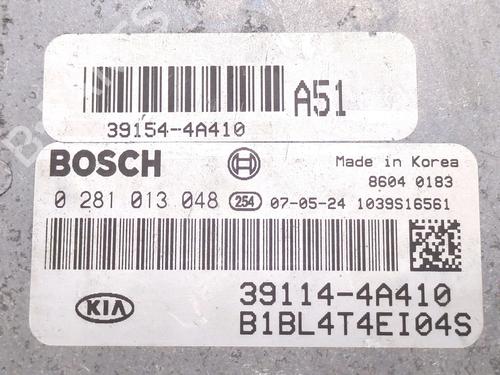 A51
39154-4A410
BOSCH
Made in Korea
8604 0183
0 281 013 048 254 07-05-24 1039S16561
39114-4A410
KIA
B1BL4T4EI04S